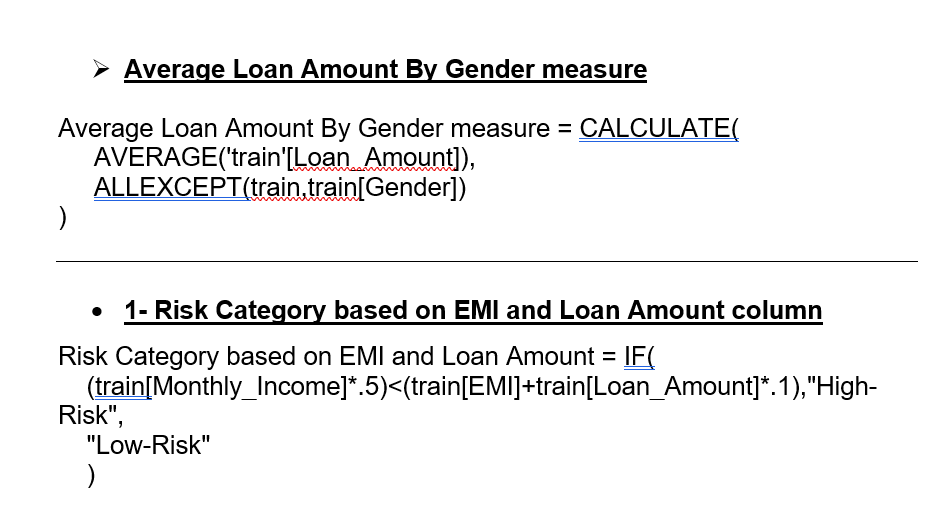 ➢ Average Loan Amount By Gender measure
Average Loan Amount By Gender measure = CALCULATE(
AVERAGE('train'[Loan_Amount]),
ALLEXCEPT(train,train[Gender])
)
• 1- Risk Category based on EMI and Loan Amount column
Risk Category based on EMI and Loan Amount = IF(
(train[Monthly_Income]*.5)<(train[EMI]+train[Loan_Amount]*.1),"High-
Risk",
"Low-Risk"
)